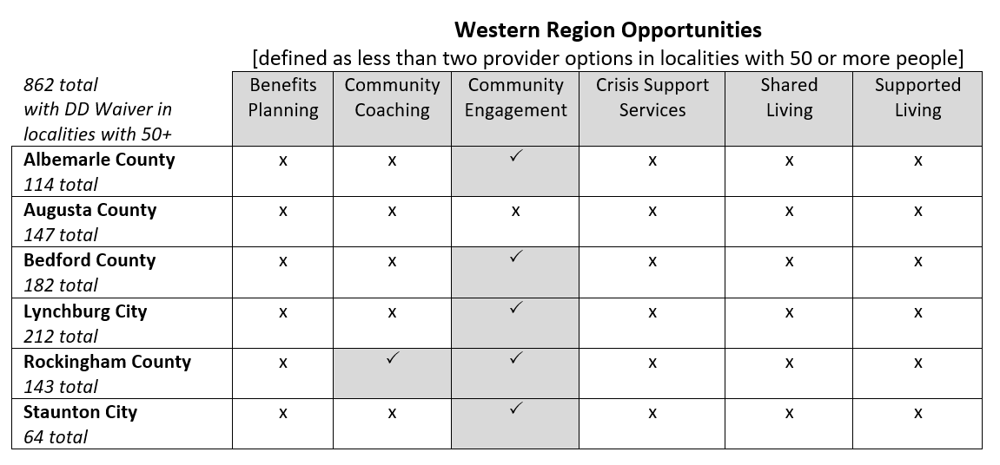 Western Region Opportunities
[defined as less than two provider options in localities with 50 or more people]
862 total
with DD Waiver in
localities with 50+
Benefits
Planning
Community
Coaching
Community
Engagement
Crisis Support
Services
Shared
Living
Supported
Living
Albemarle County
114 total
x x ✓ x x x
Augusta County
147 total
x x x x x x
Bedford County
182 total
x x ✓ x x x
Lynchburg City
212 total
x x ✓ x x x
Rockingham County
143 total
x ✓ ✓ x x x
Staunton City
64 total
x x ✓ x x x